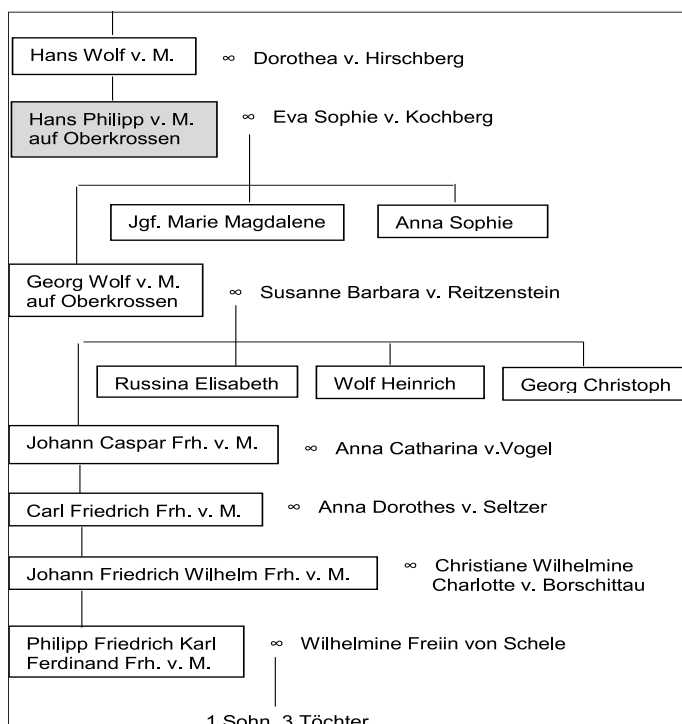 Hans Wolf v. M. ∞ Dorothea v. Hirschberg
Hans Philipp v. M.
auf Oberkrossen
∞ Eva Sophie v. Kochberg
Jgf. Marie Magdalene
Anna Sophie
Georg Wolf v. M.
auf Oberkrossen
∞ Susanne Barbara v. Reitzenstein
Russina Elisabeth
Wolf Heinrich
Georg Christoph
Johann Caspar Frh. v. M. ∞ Anna Catharina v.Vogel
Carl Friedrich Frh. v. M. ∞ Anna Dorothes v. Seltzer
Johann Friedrich Wilhelm Frh. v. M. ∞ Christiane Wilhelmine
Charlotte v. Borschittau
Philipp Friedrich Karl
Ferdinand Frh. v. M.
∞ Wilhelmine Freiin von Schele
1 Sohn, 3 Töchter